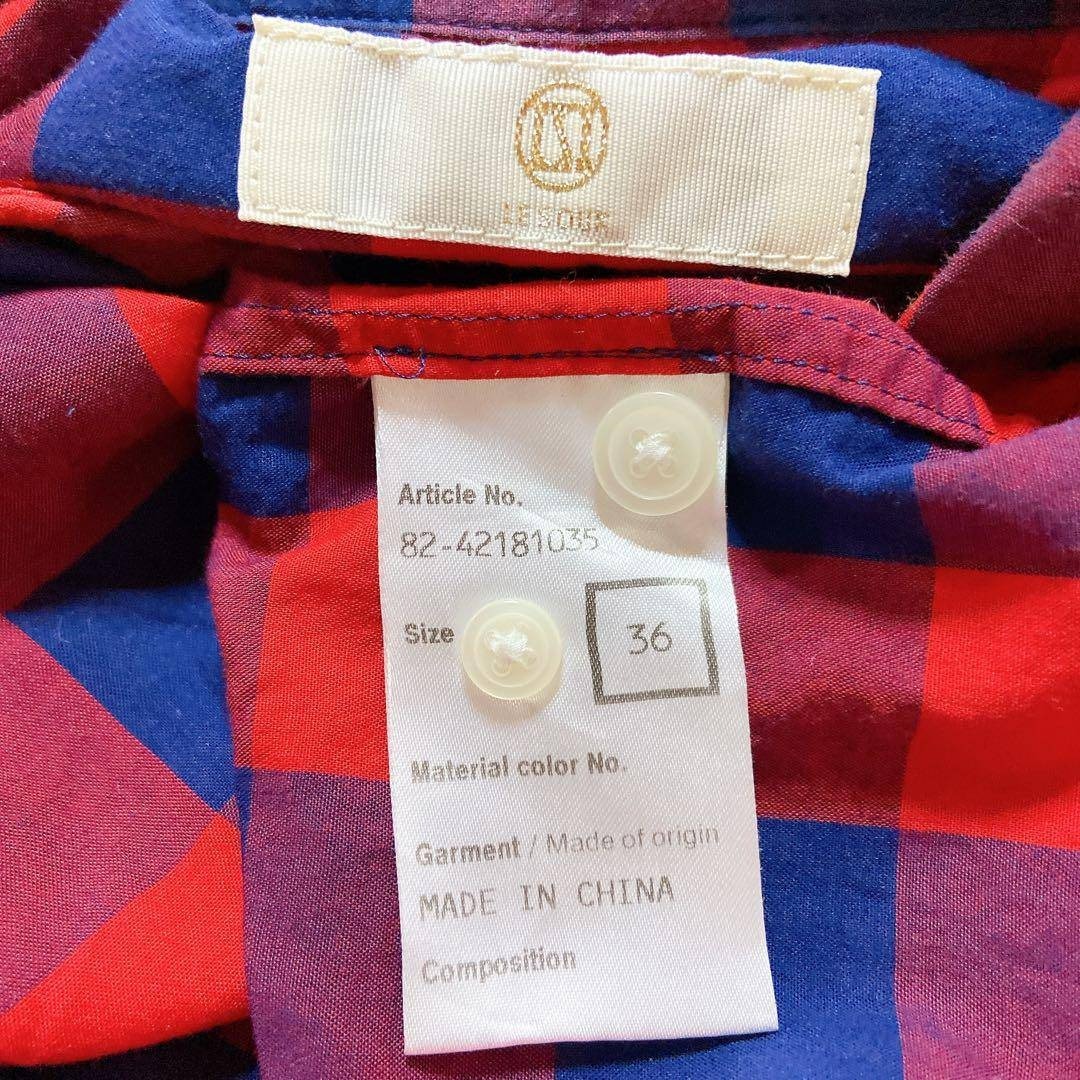 LE SOUK
Article No.
82-42181035
Size 36
Material color No.
Garment / Made of origin
MADE IN CHINA
Composition